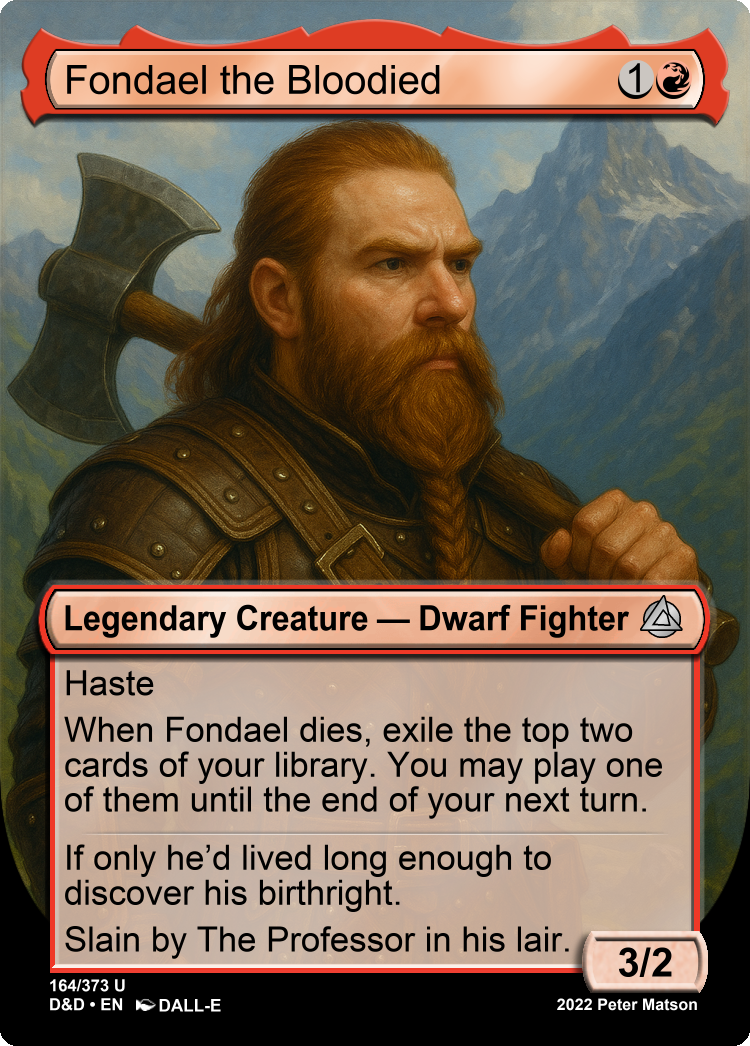 Fondael the Bloodied 1
Legendary Creature — Dwarf Fighter
Haste
When Fondael dies, exile the top two
cards of your library. You may play one
of them until the end of your next turn.
If only he’d lived long enough to
discover his birthright.
Slain by The Professor in his lair.
3/2
164/373 U
D&D • EN DALL-E
2022 Peter Matson